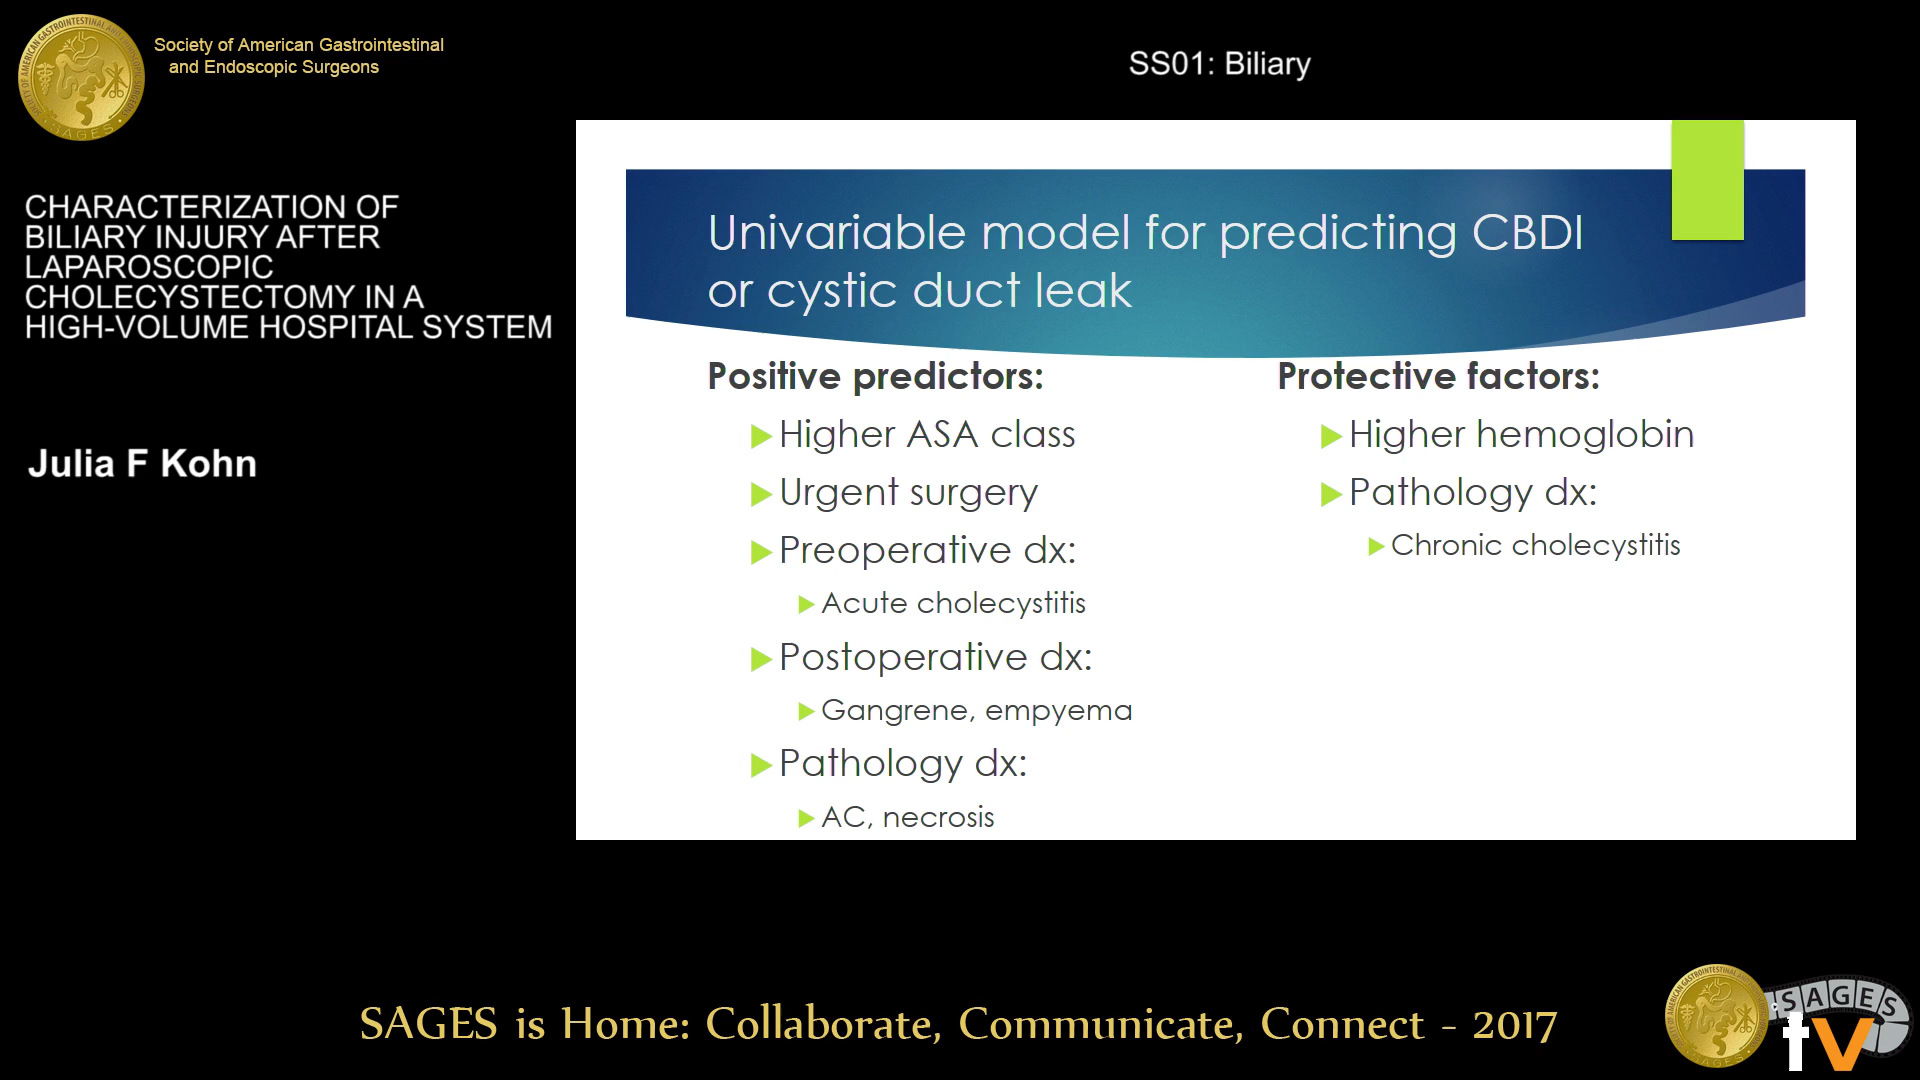 Society of American Gastrointestinal
and Endoscopic Surgeons
SS01: Biliary
CHARACTERIZATION OF
BILIARY INJURY AFTER
LAPAROSCOPIC
CHOLECYSTECTOMY IN A
HIGH-VOLUME HOSPITAL SYSTEM
Julia F Kohn
Univariable model for predicting CBDI
or cystic duct leak
Positive predictors:
Higher ASA class
Urgent surgery
Preoperative dx:
Acute cholecystitis
Postoperative dx:
Gangrene, empyema
Pathology dx:
AC, necrosis
Protective factors:
Higher hemoglobin
Pathology dx:
Chronic cholecystitis
SAGES is Home: Collaborate, Communicate, Connect - 2017
SAGES
tv